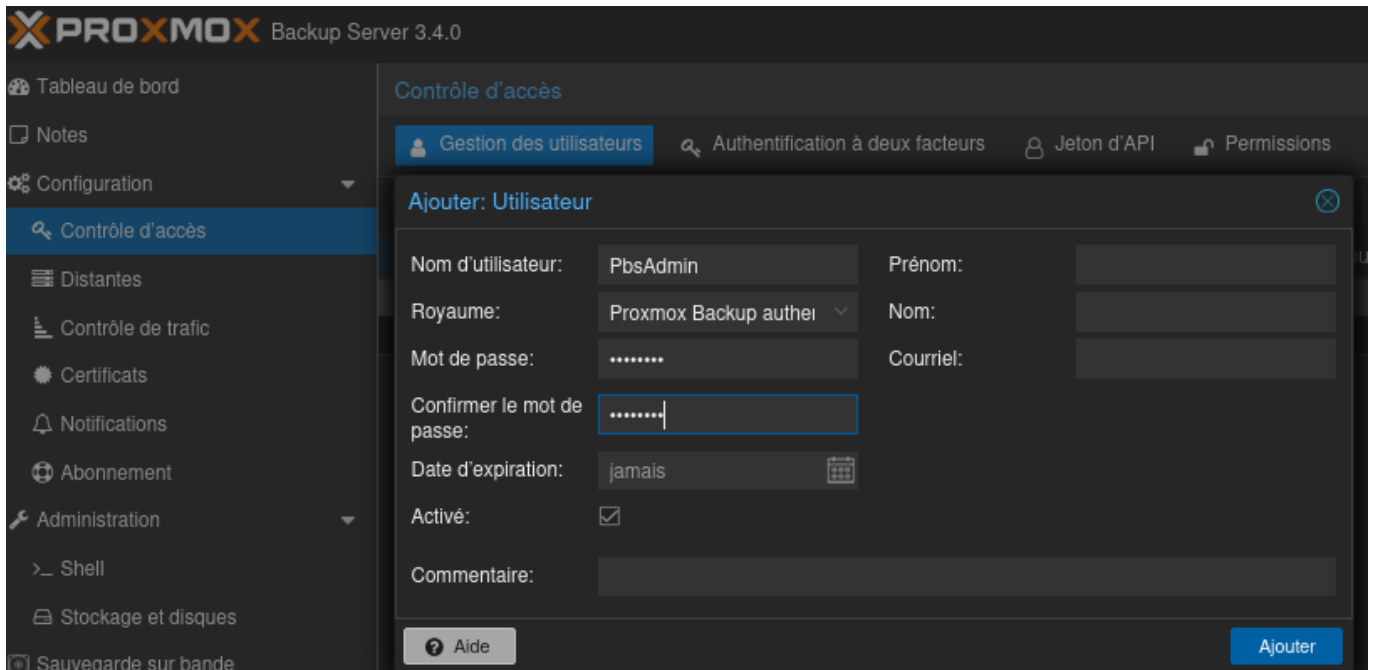 PROXMOX Backup Server 3.4.0
Tableau de bord
Notes
Configuration
Contrôle d'accès
Distantes
Contrôle de trafic
Certificats
Notifications
Abonnement
Administration
Shell
Stockage et disques
Sauvegarde sur bande
Contrôle d'accès
Gestion des utilisateurs Authentification à deux facteurs Jeton d'API Permissions
Ajouter: Utilisateur
Nom d'utilisateur: PbsAdmin Prénom:
Royaume: Proxmox Backup authe Nom:
Mot de passe: •••••••• Courriel:
Confirmer le mot de
passe: ••••••••
Date d'expiration: jamais
Activé:
Commentaire:
Aide Ajouter